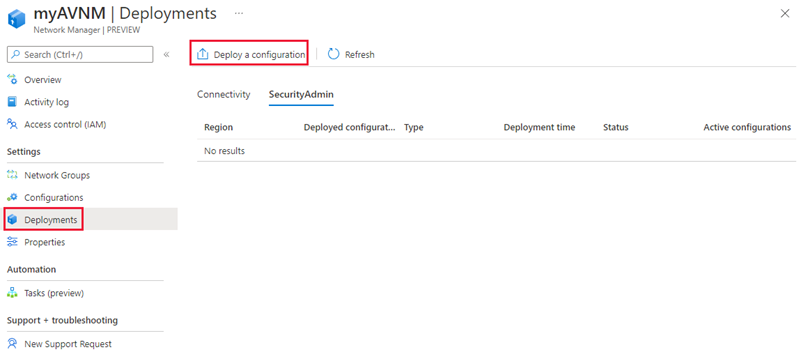 myAVNM | Deployments ...
Network Manager | PREVIEW
Search (Ctrl+/)
«
Deploy a configuration
Refresh
Overview
Activity log
Access control (IAM)
Settings
Network Groups
Configurations
Deployments
Properties
Automation
Tasks (preview)
Support + troubleshooting
New Support Request
Connectivity
SecurityAdmin
Region Deployed configurat... Type Deployment time Status Active configurations
No results